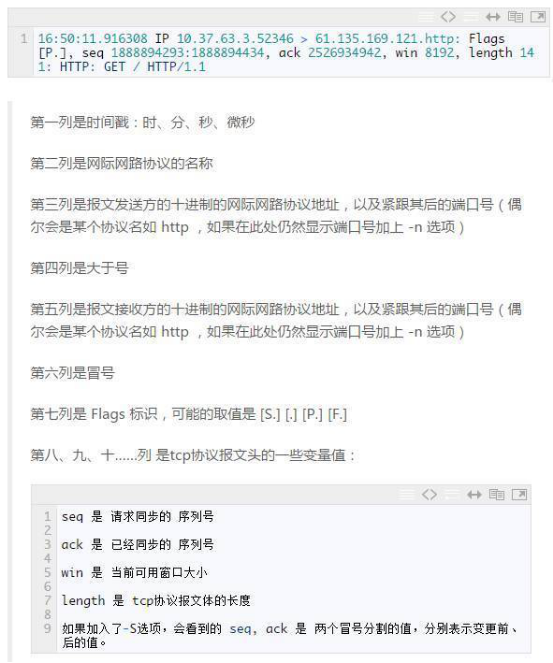 1 16:50:11.916308 IP 10.37.63.3.52346 > 61.135.169.121.http: Flags
[P.], seq 1888894293:1888894434, ack 2526934942, win 8192, length 14
1: HTTP: GET / HTTP/1.1
第一列是时间戳：时、分、秒、微秒
第二列是网际网路协议的名称
第三列是报文发送方的十进制的网际网路协议地址，以及紧跟其后的端口号（偶
尔会是某个协议名如 http ，如果在此处仍然显示端口号加上 -n 选项）
第四列是大于号
第五列是报文接收方的十进制的网际网路协议地址，以及紧跟其后的端口号（偶
尔会是某个协议名如 http ，如果在此处仍然显示端口号加上 -n 选项）
第六列是冒号
第七列是 Flags 标识，可能的取值是 [S.] [.] [P.] [F.]
第八、九、十……列 是tcp协议报文头的一些变量值：
1 seq 是 请求同步的 序列号
2
3 ack 是 已经同步的 序列号
4
5 win 是 当前可用窗口大小
6
7 length 是 tcp协议报文体的长度
8
9 如果加入了-S选项，会看到的 seq, ack 是 两个冒号分割的值，分别表示变更前、
后的值。